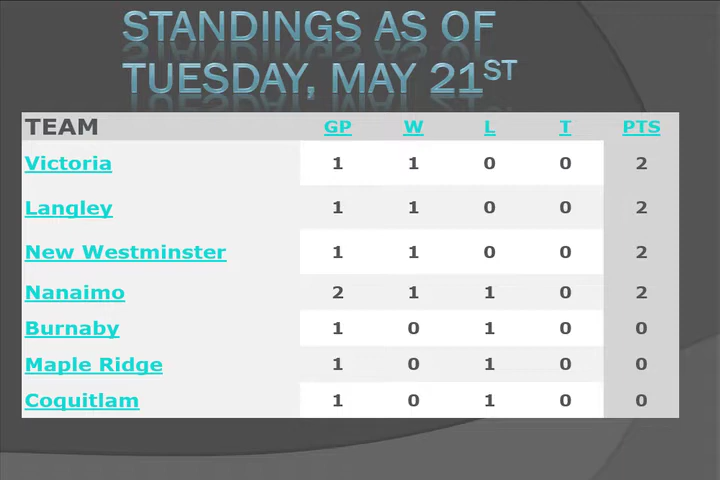 STANDINGS AS OF
TUESDAY, MAY 21ST
TEAM GP W L T PTS
Victoria 1 1 0 0 2
Langley 1 1 0 0 2
New Westminster 1 1 0 0 2
Nanaimo 2 1 1 0 2
Burnaby 1 0 1 0 0
Maple Ridge 1 0 1 0 0
Coquitlam 1 0 1 0 0